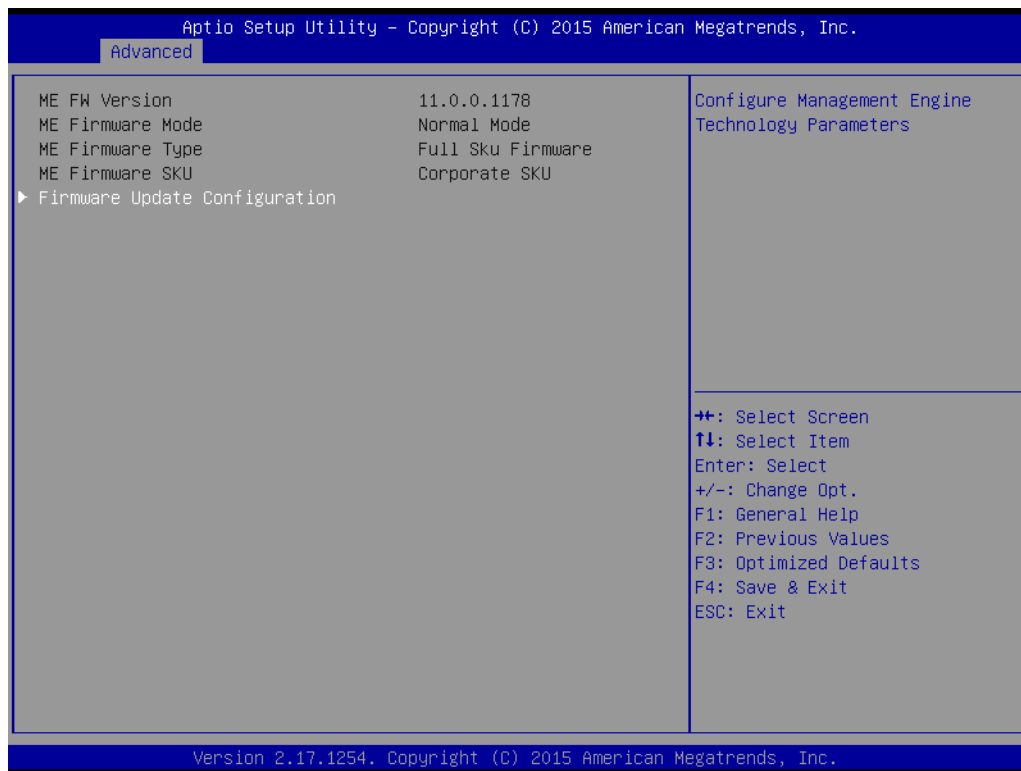 Aptio Setup Utility – Copyright (C) 2015 American Megatrends, Inc.
Advanced
ME FW Version 11.0.0.1178
ME Firmware Mode Normal Mode
ME Firmware Type Full Sku Firmware
ME Firmware SKU Corporate SKU
▶ Firmware Update Configuration
Configure Management Engine
Technology Parameters
→←: Select Screen
↑↓: Select Item
Enter: Select
+/-: Change Opt.
F1: General Help
F2: Previous Values
F3: Optimized Defaults
F4: Save & Exit
ESC: Exit
Version 2.17.1254. Copyright (C) 2015 American Megatrends, Inc.